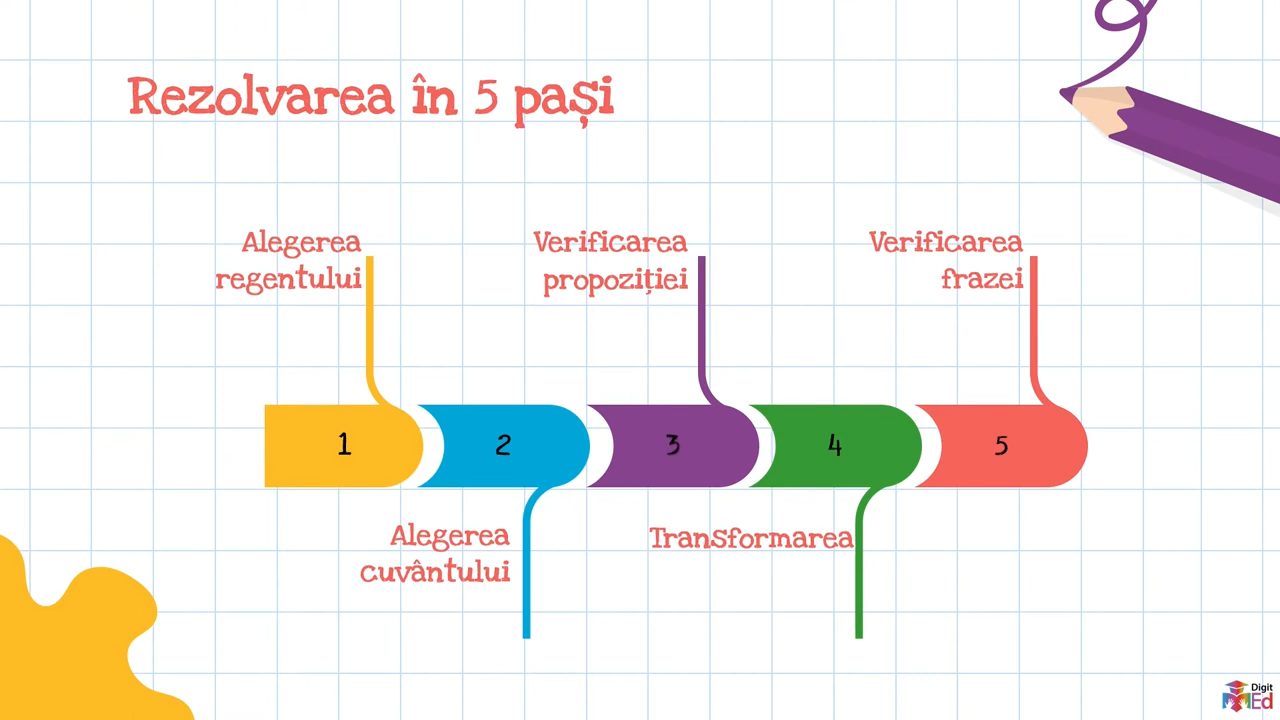 Rezolvarea în 5 pași
Alegerea
regentului
Verificarea
propoziției
Verificarea
frazei
1
2
3
4
5
Alegerea
cuvântului
Transformarea
Digit
Ed